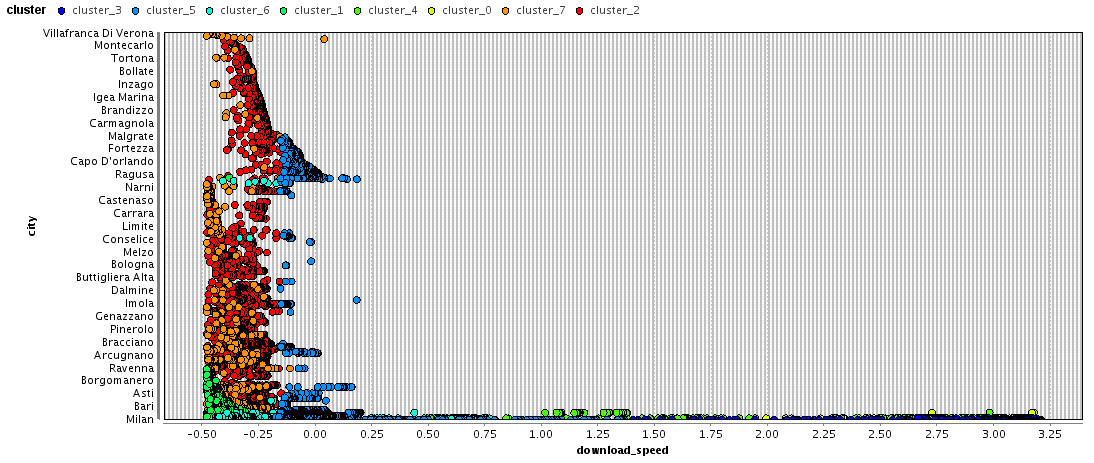 cluster cluster_3 cluster_5 cluster_6 cluster_1 cluster_4 cluster_0 cluster_7 cluster_2
Villafranca Di Verona
Montecarlo
Tortona
Bollate
Inzago
Igea Marina
Brandizzo
Carmagnola
Malgrate
Fortezza
Capo D'orlando
Ragusa
Narni
Castenaso
Carrara
Limite
Conselice
Melzo
Bologna
Buttigliera Alta
Dalmine
Imola
Genazzano
Pinerolo
Bracciano
Arcugnano
Ravenna
Borgomanero
Asti
Bari
Milan
city
-0.50 -0.25 0.00 0.25 0.50 0.75 1.00 1.25 1.50 1.75 2.00 2.25 2.50 2.75 3.00 3.25
download_speed